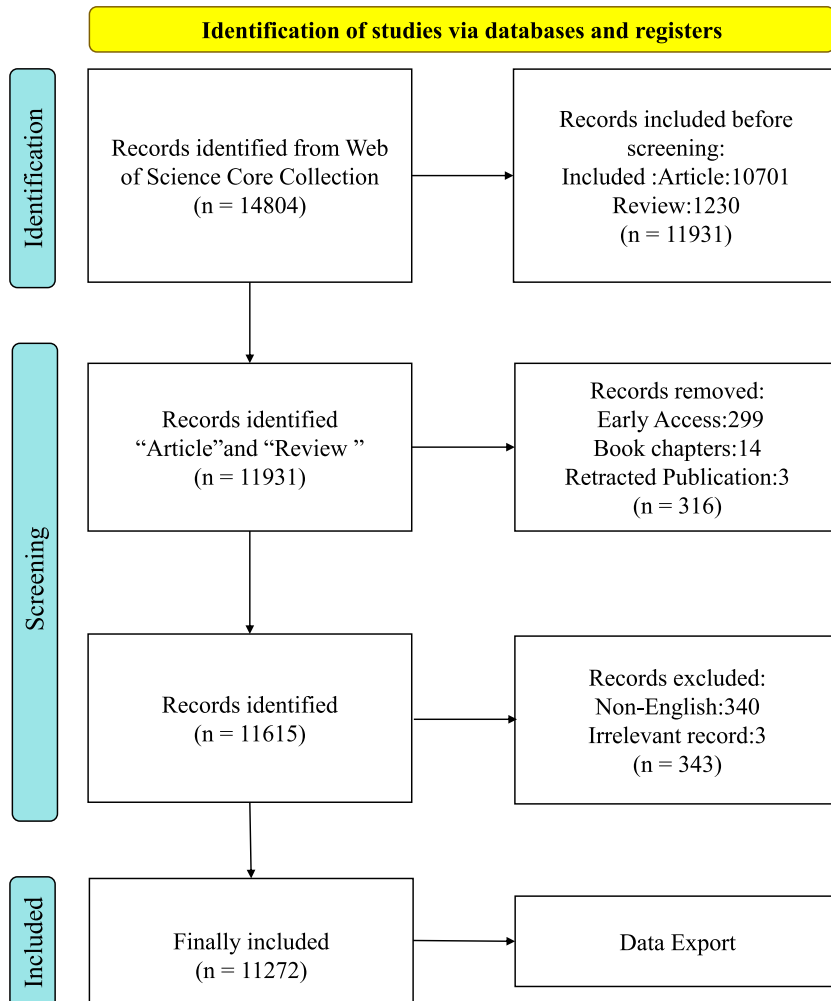 Identification of studies via databases and registers
Identification
Records identified from Web
of Science Core Collection
(n = 14804)
Records included before
screening:
Included :Article:10701
Review:1230
(n = 11931)
Screening
Records identified
“Article”and “Review ”
(n = 11931)
Records removed:
Early Access:299
Book chapters:14
Retracted Publication:3
(n = 316)
Records identified
(n = 11615)
Records excluded:
Non-English:340
Irrelevant record:3
(n = 343)
Included
Finally included
(n = 11272)
Data Export